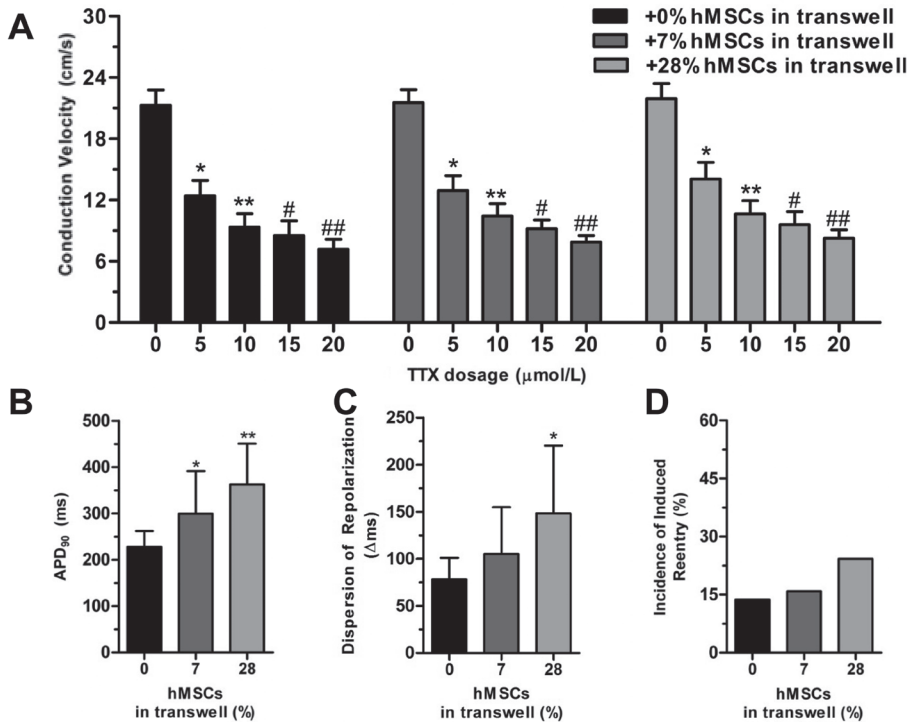 A
+0% hMSCs in transwell
+7% hMSCs in transwell
+28% hMSCs in transwell
Conduction Velocity (cm/s)
30
24
18
12
6
0
* ** # ##
* ** # ##
* ** # ##
0 5 10 15 20
0 5 10 15 20
0 5 10 15 20
TTX dosage (μmol/L)
B
APD90 (ms)
500
400
300
200
100
0
* **
0 7 28
hMSCs
in transwell (%)
C
Dispersion of Repolarization
(Δms)
250
200
150
100
50
0
*
0 7 28
hMSCs
in transwell (%)
D
Incidence of Induced
Reentry (%)
60
45
30
15
0
0 7 28
hMSCs
in transwell (%)